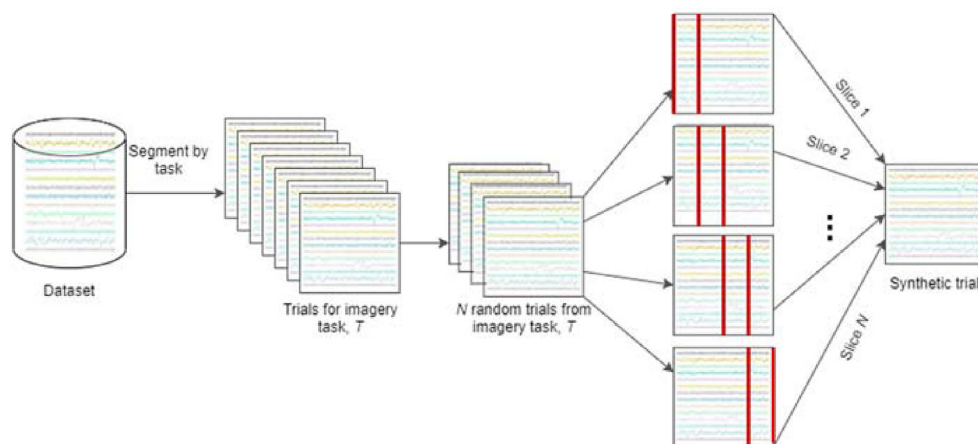 Segment by
task
Dataset
Trials for imagery
task, T
N random trials from
imagery task, T
Slice 1
Slice 2
Slice N
Synthetic trial